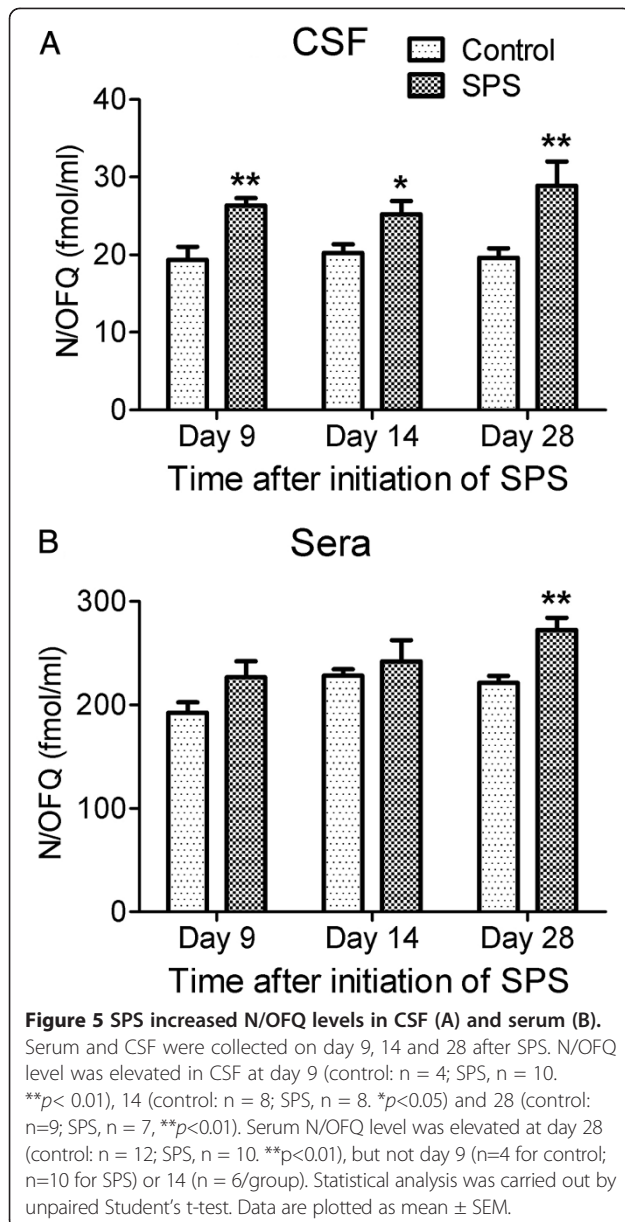 A
CSF
Control
SPS
40
30
20
10
0
N/OFQ (fmol/ml)
** * **
Day 9 Day 14 Day 28
Time after initiation of SPS
B
Sera
300
200
100
0
N/OFQ (fmol/ml)
**
Day 9 Day 14 Day 28
Time after initiation of SPS
Figure 5 SPS increased N/OFQ levels in CSF (A) and serum (B).
Serum and CSF were collected on day 9, 14 and 28 after SPS. N/OFQ
level was elevated in CSF at day 9 (control: n = 4; SPS, n = 10.
**p< 0.01), 14 (control: n = 8; SPS, n = 8. *p<0.05) and 28 (control:
n=9; SPS, n = 7, **p<0.01). Serum N/OFQ level was elevated at day 28
(control: n = 12; SPS, n = 10. **p<0.01), but not day 9 (n=4 for control;
n=10 for SPS) or 14 (n = 6/group). Statistical analysis was carried out by
unpaired Student's t-test. Data are plotted as mean ± SEM.